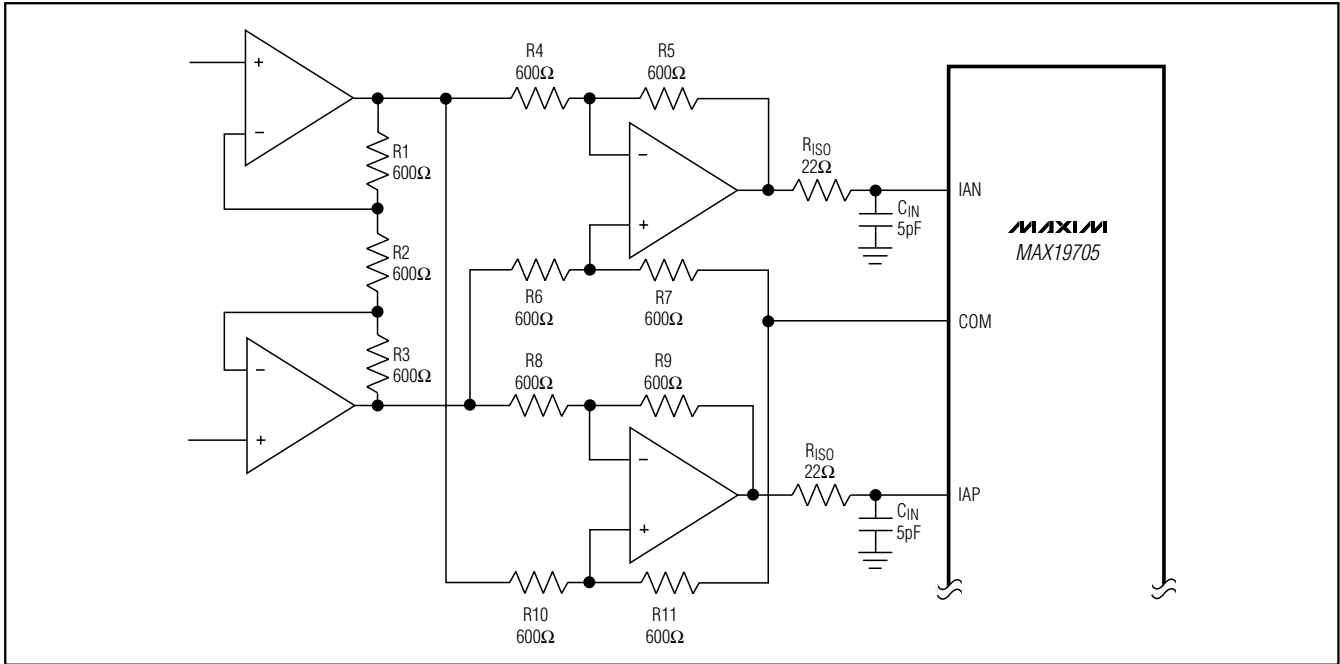 R4
600Ω
R5
600Ω
+
−
R1
600Ω
−
+
RISO
22Ω
IAN
CIN
5pF
MAXIM
MAX19705
R2
600Ω
R6
600Ω
R7
600Ω
COM
R3
600Ω
R8
600Ω
R9
600Ω
−
+
−
+
RISO
22Ω
IAP
CIN
5pF
R10
600Ω
R11
600Ω